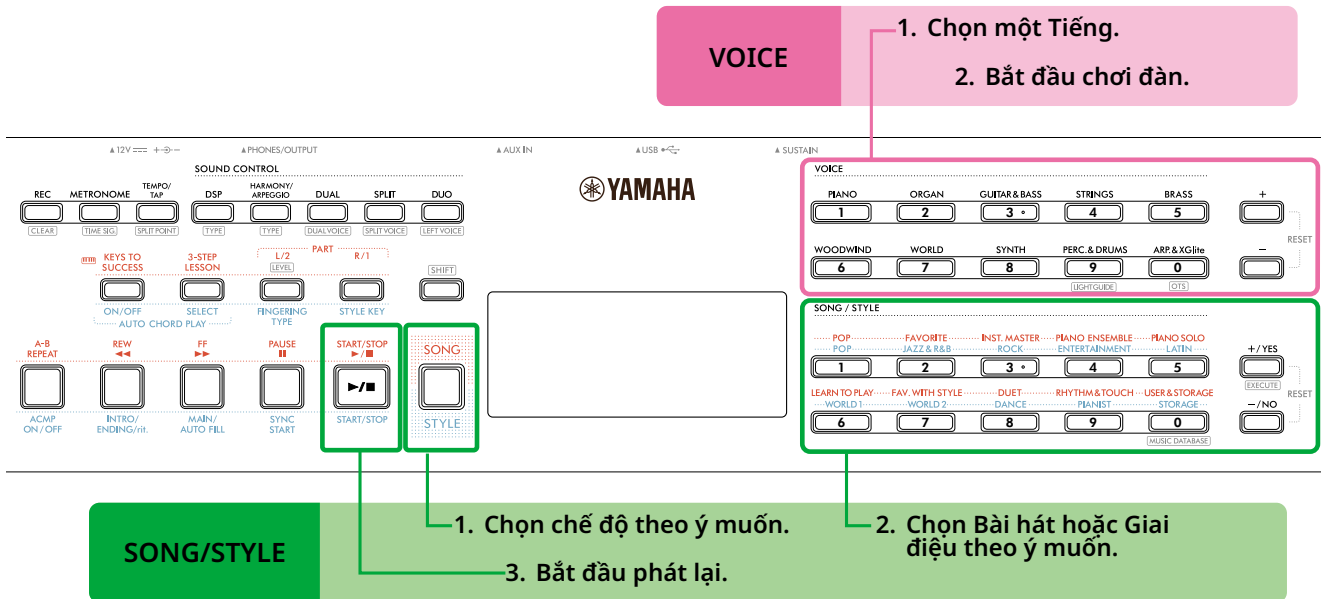 VOICE
1. Chọn một Tiếng.
2. Bắt đầu chơi đàn.
▲12V
▲PHONES/OUTPUT
▲AUX IN
▲USB
▲SUSTAIN
SOUND CONTROL
REC METRONOME TEMPO/TAP DSP HARMONY/ARPEGGIO DUAL SPLIT DUO
CLEAR TIME SIG. SPLIT POINT TYPE TYPE DUAL VOICE SPLIT VOICE LEFT VOICE
YAMAHA
KEYS TO SUCCESS 3-STEP LESSON PART L/2 R/1
LEVEL SHIFT
ON/OFF SELECT FINGERING TYPE STYLE KEY
AUTO CHORD PLAY
A-B REPEAT REW ◀◀ FF ▶▶ PAUSE II START/STOP ▶/■ SONG
▶/■
ACMP ON/OFF INTRO/ENDING/rit. MAIN/AUTO FILL SYNC START START/STOP STYLE
VOICE
PIANO ORGAN GUITAR & BASS STRINGS BRASS +
1 2 3 4 5
RESET
WOODWIND WORLD SYNTH PERC. & DRUMS ARP. & XGlite −
6 7 8 9 0
LIGHTGUIDE OTS
SONG / STYLE
POP FAVORITE INST. MASTER PIANO ENSEMBLE PIANO SOLO
POP JAZZ & R&B ROCK ENTERTAINMENT LATIN +/YES
1 2 3 4 5
EXECUTE
RESET
LEARN TO PLAY FAV. WITH STYLE DUET RHYTHM & TOUCH USER & STORAGE
WORLD 1 WORLD 2 DANCE PIANIST STORAGE −/NO
6 7 8 9 0
MUSIC DATABASE
SONG/STYLE
1. Chọn chế độ theo ý muốn.
2. Chọn Bài hát hoặc Giai
điệu theo ý muốn.
3. Bắt đầu phát lại.